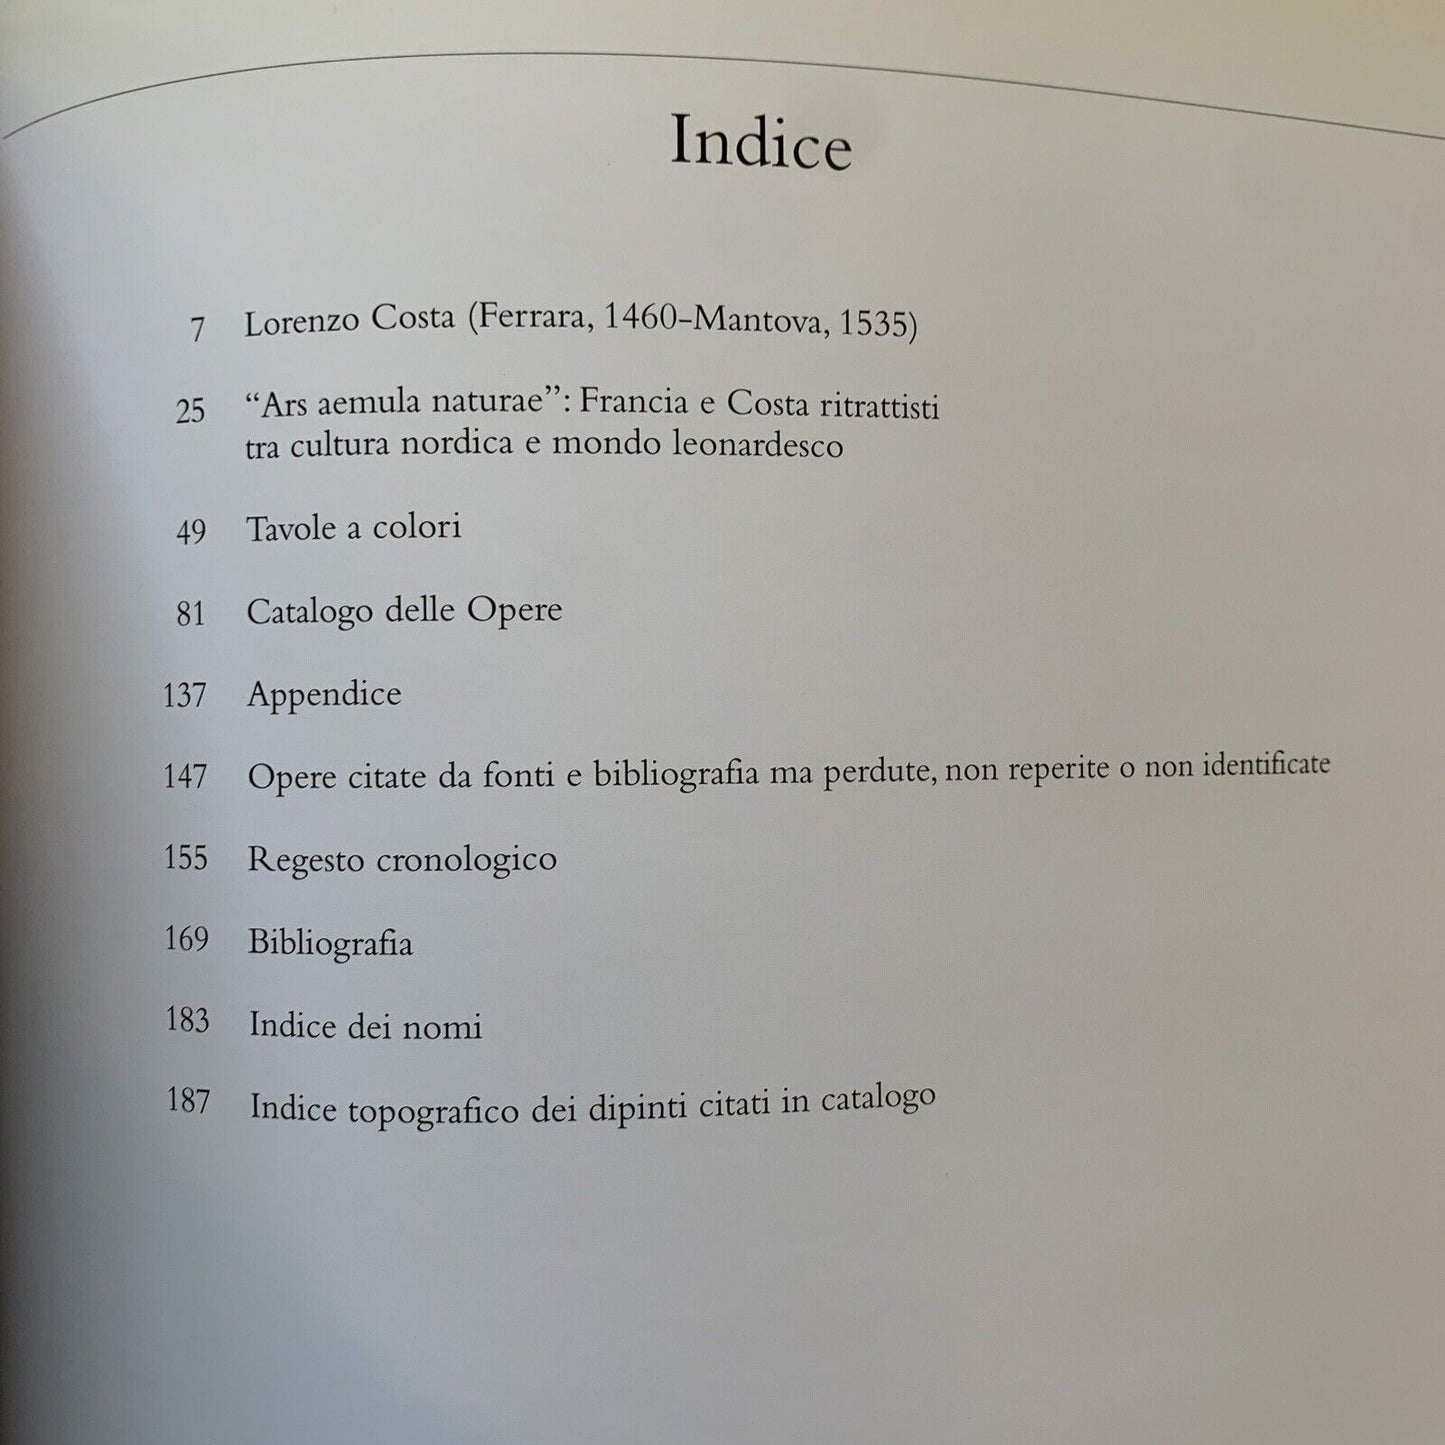 Indice
7 Lorenzo Costa (Ferrara, 1460–Mantova, 1535)
25 “Ars aemula naturae”: Francia e Costa ritrattisti
tra cultura nordica e mondo leonardesco
49 Tavole a colori
81 Catalogo delle Opere
137 Appendice
147 Opere citate da fonti e bibliografia ma perdute, non reperite o non identificate
155 Regesto cronologico
169 Bibliografia
183 Indice dei nomi
187 Indice topografico dei dipinti citati in catalogo